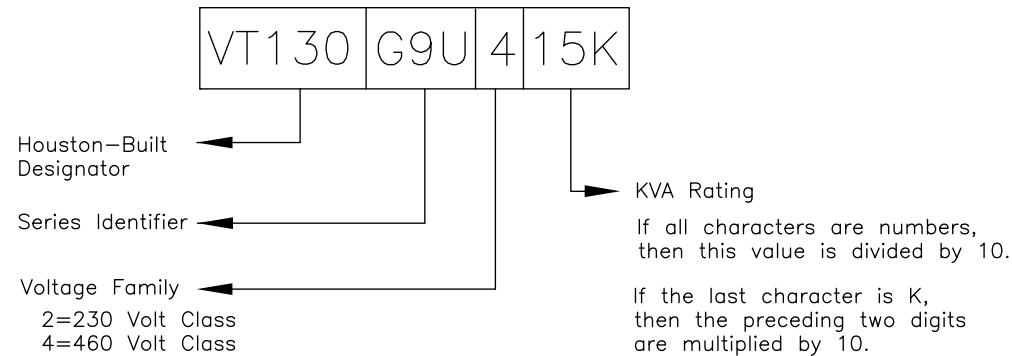 VT130 G9U 4 15K
Houston-Built
Designator
Series Identifier
Voltage Family
2=230 Volt Class
4=460 Volt Class
KVA Rating
If all characters are numbers,
then this value is divided by 10.
If the last character is K,
then the preceding two digits
are multiplied by 10.